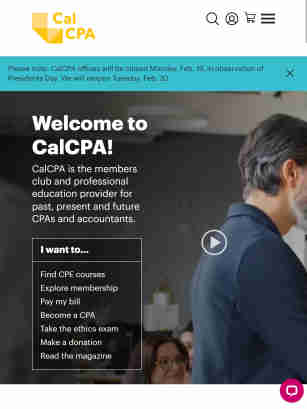 Cal
CPA
Please note: CalCPA offices will be closed Monday, Feb. 19, in observation of
Presidents Day. We will reopen Tuesday, Feb. 20.
Welcome to
CalCPA!
CalCPA is the members
club and professional
education provider for
past, present and future
CPAs and accountants.
I want to...
Find CPE courses
Explore membership
Pay my bill
Become a CPA
Take the ethics exam
Make a donation
Read the magazine